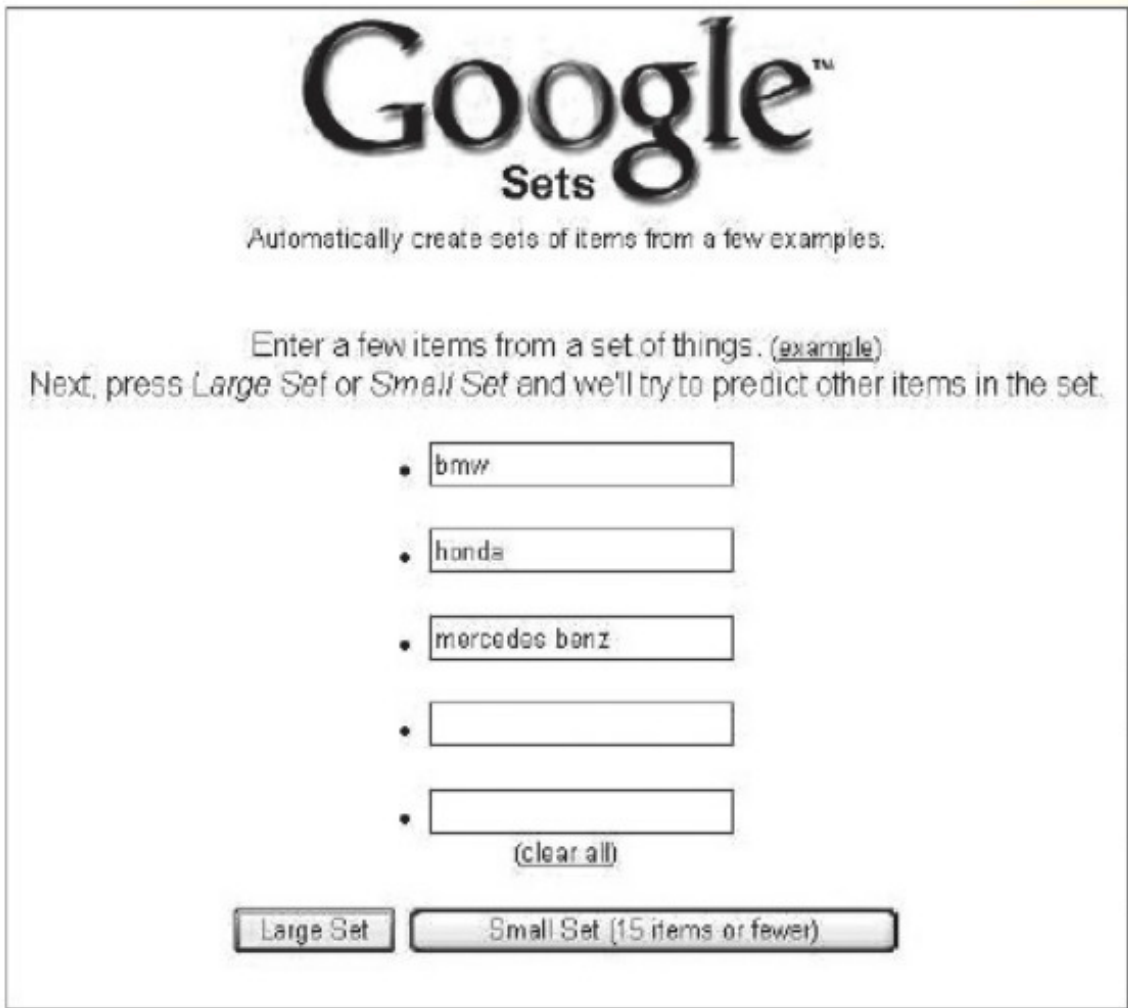 Google™
Sets
Automatically create sets of items from a few examples.
Enter a few items from a set of things. (example)
Next, press Large Set or Small Set and we'll try to predict other items in the set.
• bmw
• honda
• mercedes benz
•
•
(clear all)
Large Set Small Set (15 items or fewer)